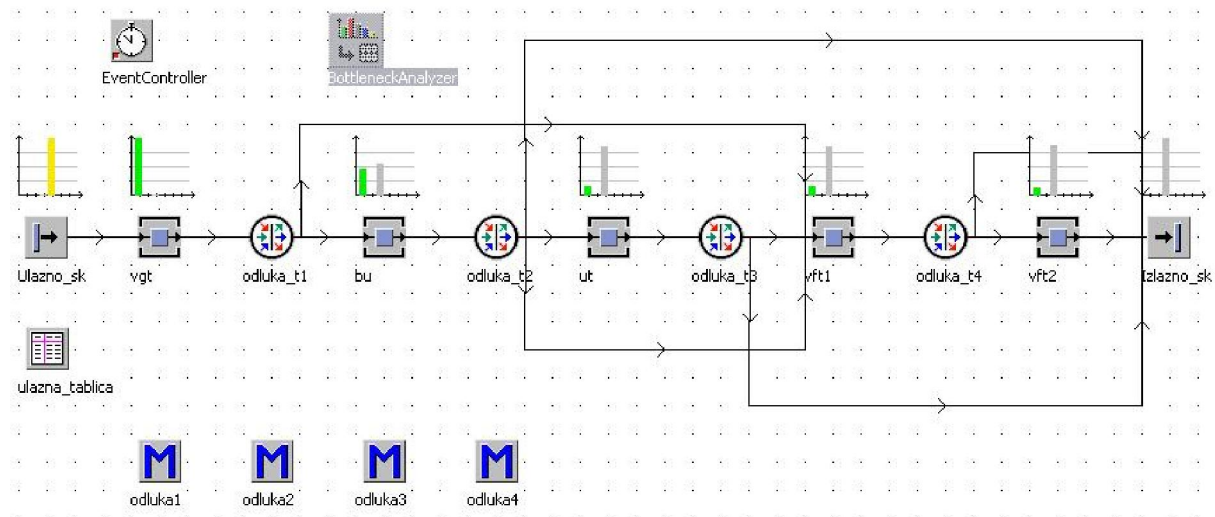 EventController
BottleneckAnalyzer
Ulazno_sk
vgt
odluka_t1
bu
odluka_t2
ut
odluka_t3
vft1
odluka_t4
vft2
Izlazno_sk
ulazna_tablica
M
M
M
M
odluka1
odluka2
odluka3
odluka4